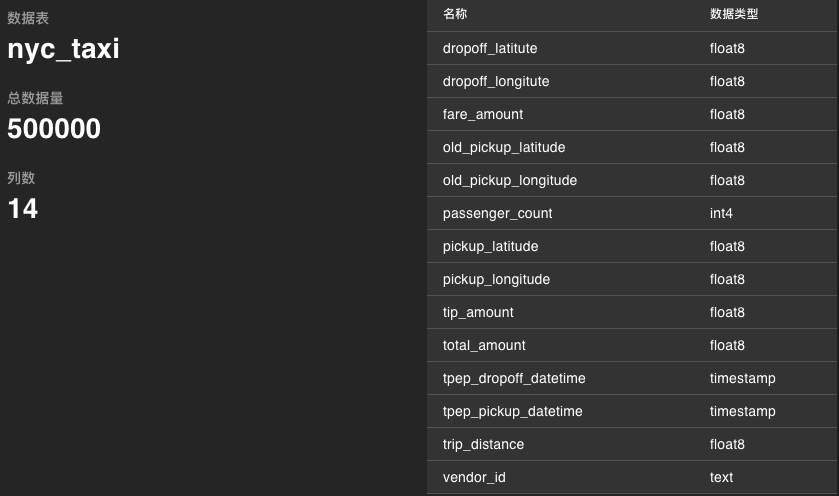 数据表
nyc_taxi
总数据量
500000
列数
14
名称 数据类型
dropoff_latitute float8
dropoff_longitute float8
fare_amount float8
old_pickup_latitude float8
old_pickup_longitude float8
passenger_count int4
pickup_latitude float8
pickup_longitude float8
tip_amount float8
total_amount float8
tpep_dropoff_datetime timestamp
tpep_pickup_datetime timestamp
trip_distance float8
vendor_id text